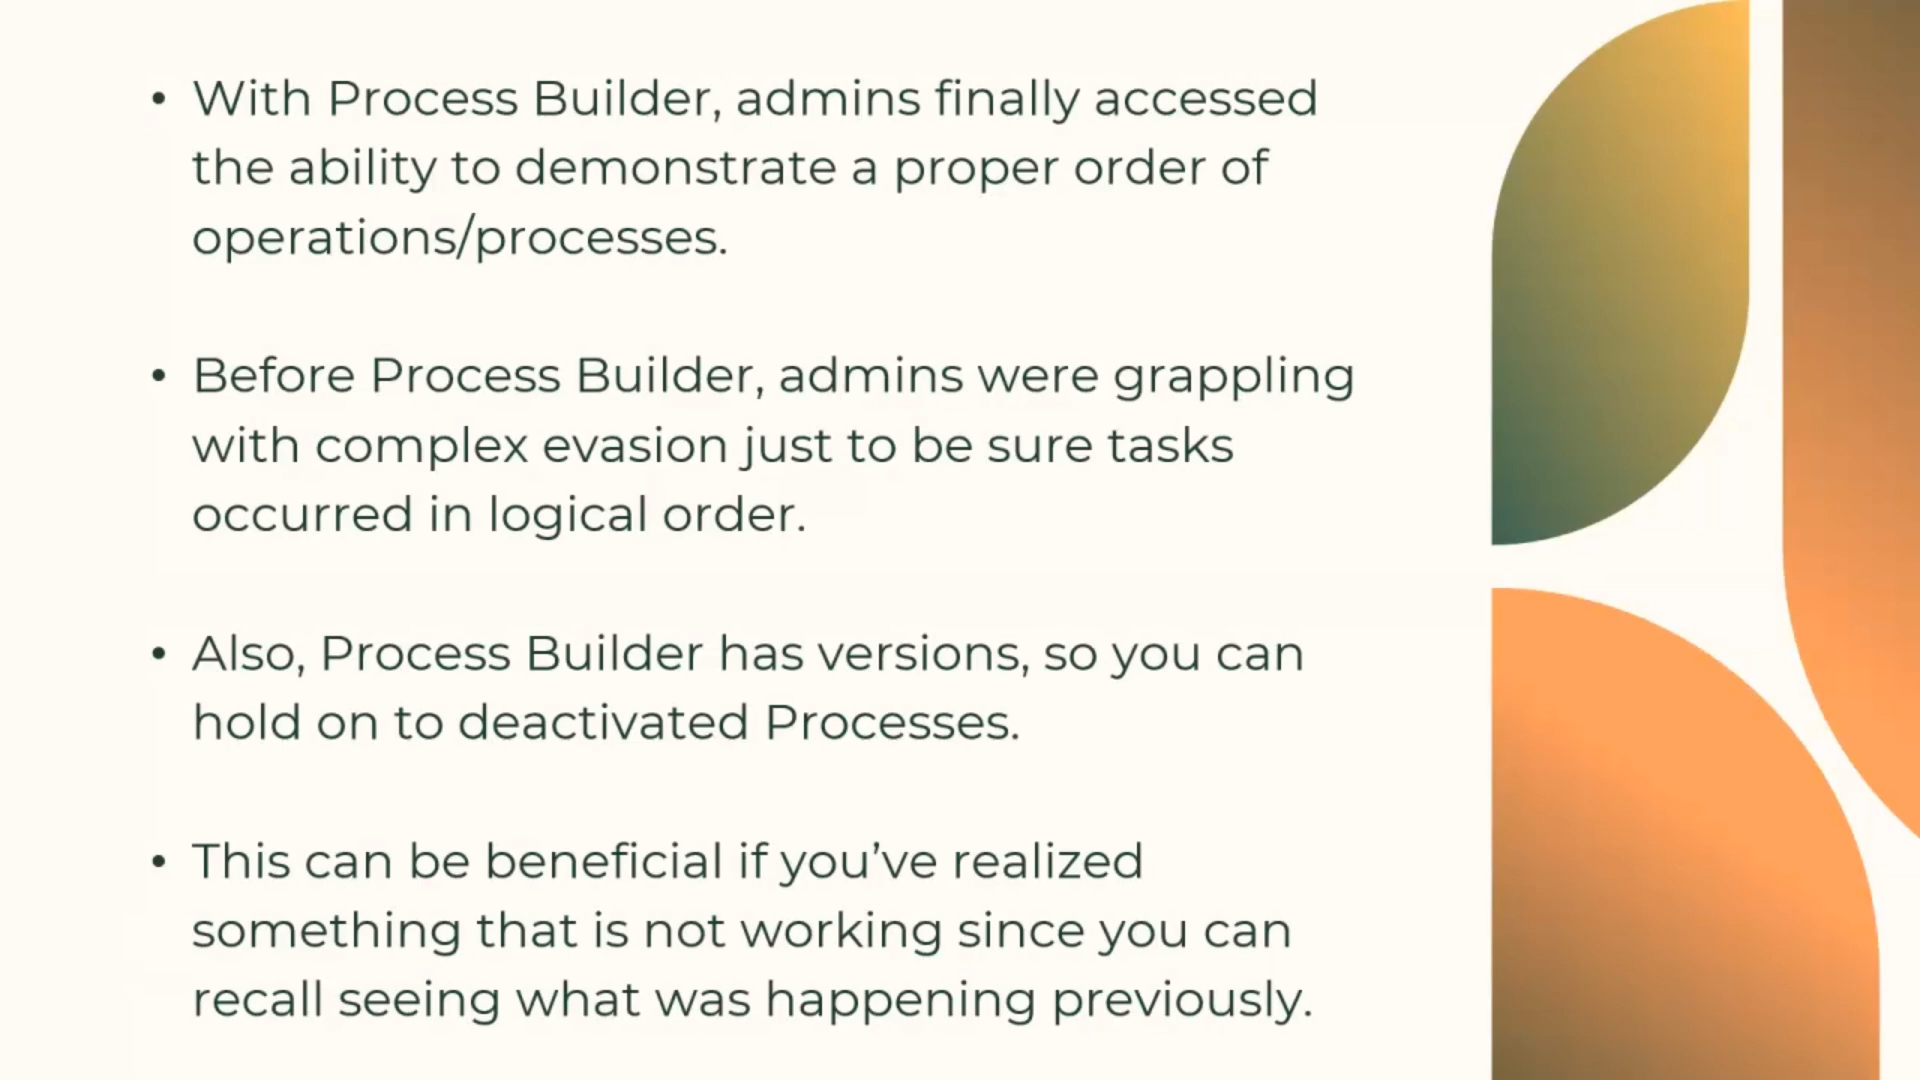 • With Process Builder, admins finally accessed
the ability to demonstrate a proper order of
operations/processes.
• Before Process Builder, admins were grappling
with complex evasion just to be sure tasks
occurred in logical order.
• Also, Process Builder has versions, so you can
hold on to deactivated Processes.
• This can be beneficial if you’ve realized
something that is not working since you can
recall seeing what was happening previously.